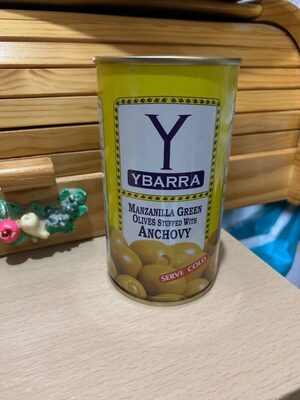 Y
YBARRA
MANZANILLA GREEN
OLIVES STUFFED WITH
ANCHOVY
SERVE COLD